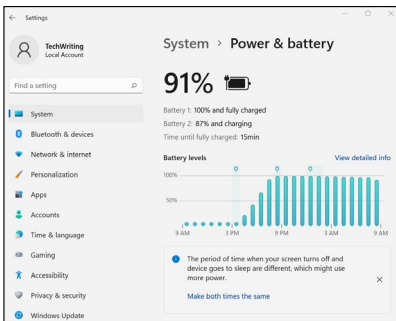 Settings
TechWriting
Local Account
Find a setting
System
Bluetooth & devices
Network & internet
Personalization
Apps
Accounts
Time & language
Gaming
Accessibility
Privacy & security
Windows Update
System > Power & battery
91%
Battery 1: 100% and fully charged
Battery 2: 87% and charging
Time until fully charged: 15min
Battery levels View detailed info
100%
50%
9 AM 3 PM 9 PM 3 AM 9 AM
The period of time when your screen turns off and
device goes to sleep are different, which might use
more power.
Make both times the same